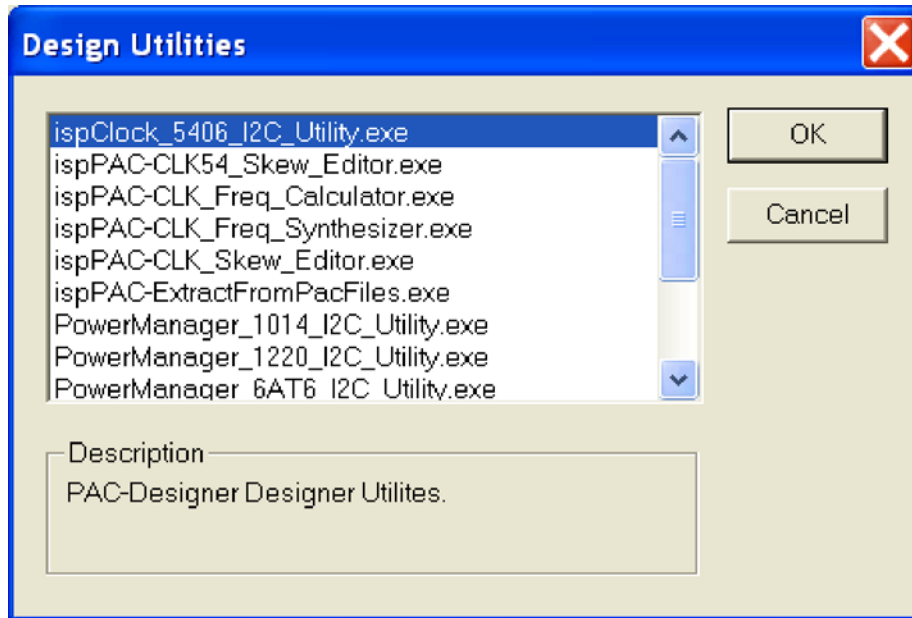 Design Utilities
ispClock_5406_I2C_Utility.exe
ispPAC-CLK54_Skew_Editor.exe
ispPAC-CLK_Freq_Calculator.exe
ispPAC-CLK_Freq_Synthesizer.exe
ispPAC-CLK_Skew_Editor.exe
ispPAC-ExtractFromPacFiles.exe
PowerManager_1014_I2C_Utility.exe
PowerManager_1220_I2C_Utility.exe
PowerManager_6AT6_I2C_Utility.exe
OK
Cancel
Description
PAC-Designer Designer Utilites.